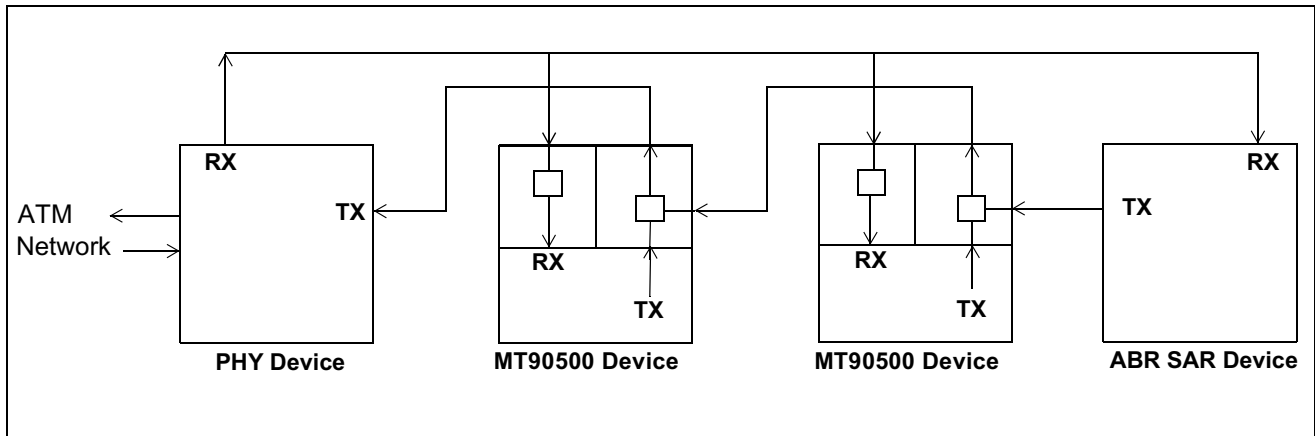 RX
RX
ATM
Network
TX
TX
RX
RX
TX
TX
PHY Device
MT90500 Device
MT90500 Device
ABR SAR Device